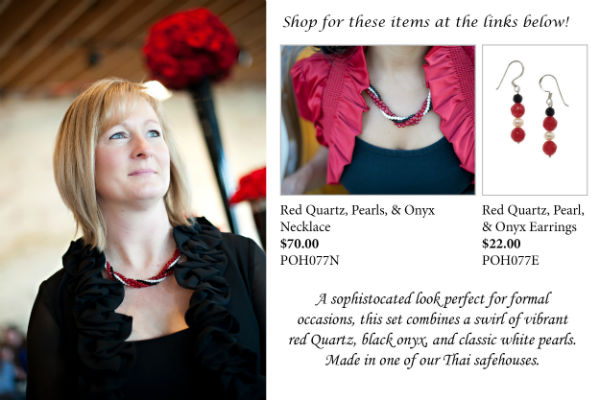 Shop for these items at the links below!
Red Quartz, Pearls, & Onyx
Necklace
$70.00
POH077N
Red Quartz, Pearl,
& Onyx Earrings
$22.00
POH077E
A sophistocated look perfect for formal
occasions, this set combines a swirl of vibrant
red Quartz, black onyx, and classic white pearls.
Made in one of our Thai safehouses.